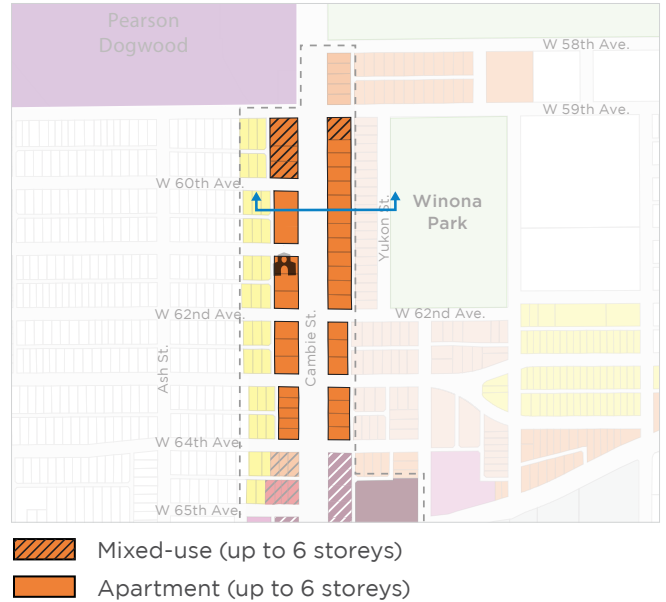 Pearson
Dogwood
W 58th Ave.
W 59th Ave.
W 60th Ave.
Winona
Park
Yukon St.
W 62nd Ave.
W 62nd Ave.
Cambie St.
Ash St.
W 64th Ave.
W 65th Ave.
Mixed-use (up to 6 storeys)
Apartment (up to 6 storeys)